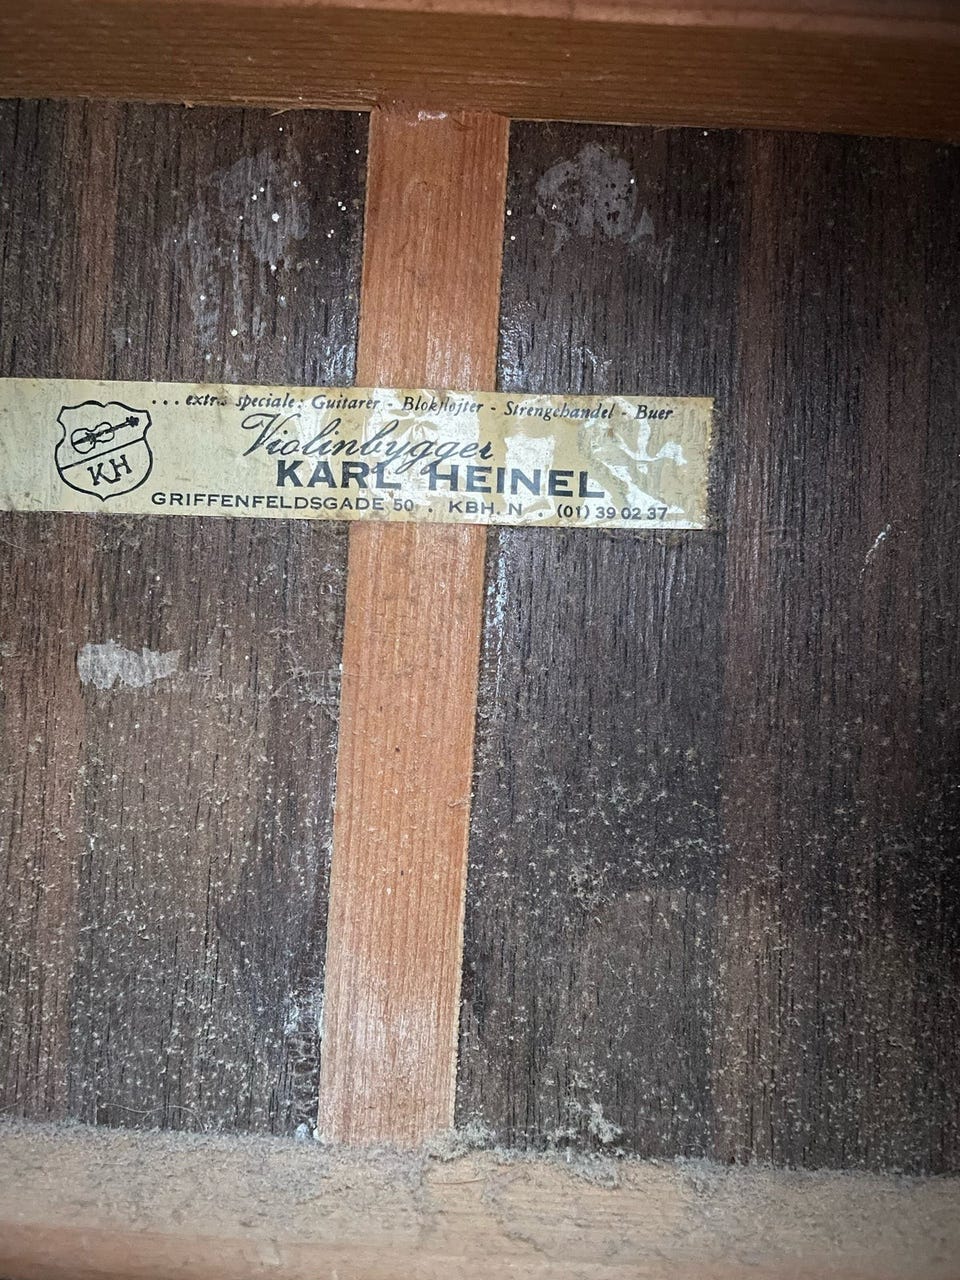 ... extra speciale: Guitarer - Blokfløjter - Strengehandel - Buer
Violinbygger
KH
KARL HEINEL
GRIFFENFELDSGADE 50 . KBH. N . (01) 39 02 37